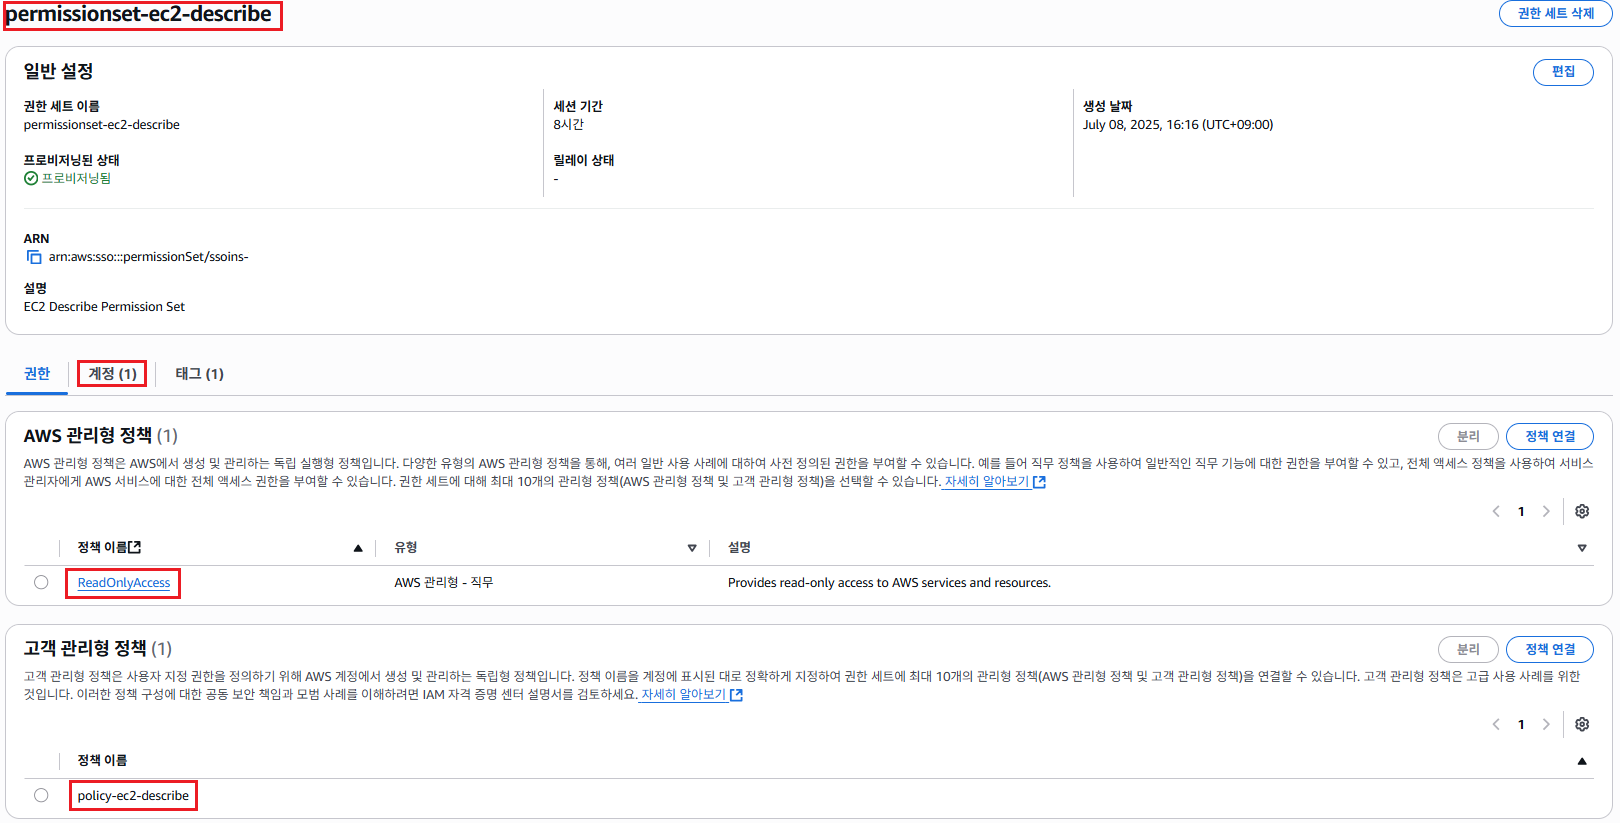 permissionset-ec2-describe
권한 세트 삭제
일반 설정
편집
권한 세트 이름
permissionset-ec2-describe
세션 기간
8시간
생성 날짜
July 08, 2025, 16:16 (UTC+09:00)
프로비저닝된 상태
프로비저닝됨
릴레이 상태
-
ARN
arn:aws:sso:::permissionSet/ssoins-
설명
EC2 Describe Permission Set
권한
계정 (1)
태그 (1)
AWS 관리형 정책 (1)
분리
정책 연결
AWS 관리형 정책은 AWS에서 생성 및 관리하는 독립 실행형 정책입니다. 다양한 유형의 AWS 관리형 정책을 통해, 여러 일반 사용 사례에 대하여 사전 정의된 권한을 부여할 수 있습니다. 예를 들어 직무 정책을 사용하여 일반적인 직무 기능에 대한 권한을 부여할 수 있고, 전체 액세스 정책을 사용하여 서비스
관리자에게 AWS 서비스에 대한 전체 액세스 권한을 부여할 수 있습니다. 권한 세트에 대해 최대 10개의 관리형 정책(AWS 관리형 정책 및 고객 관리형 정책)을 선택할 수 있습니다. 자세히 알아보기
1
정책 이름
유형
설명
ReadOnlyAccess
AWS 관리형 - 직무
Provides read-only access to AWS services and resources.
고객 관리형 정책 (1)
분리
정책 연결
고객 관리형 정책은 사용자 지정 권한을 정의하기 위해 AWS 계정에서 생성 및 관리하는 독립형 정책입니다. 정책 이름을 계정에 표시된 대로 정확하게 지정하여 권한 세트에 최대 10개의 관리형 정책(AWS 관리형 정책 및 고객 관리형 정책)을 연결할 수 있습니다. 고객 관리형 정책은 고급 사용 사례를 위한
것입니다. 이러한 정책 구성에 대한 공동 보안 책임과 모범 사례를 이해하려면 IAM 자격 증명 센터 설명서를 검토하세요. 자세히 알아보기
1
정책 이름
policy-ec2-describe